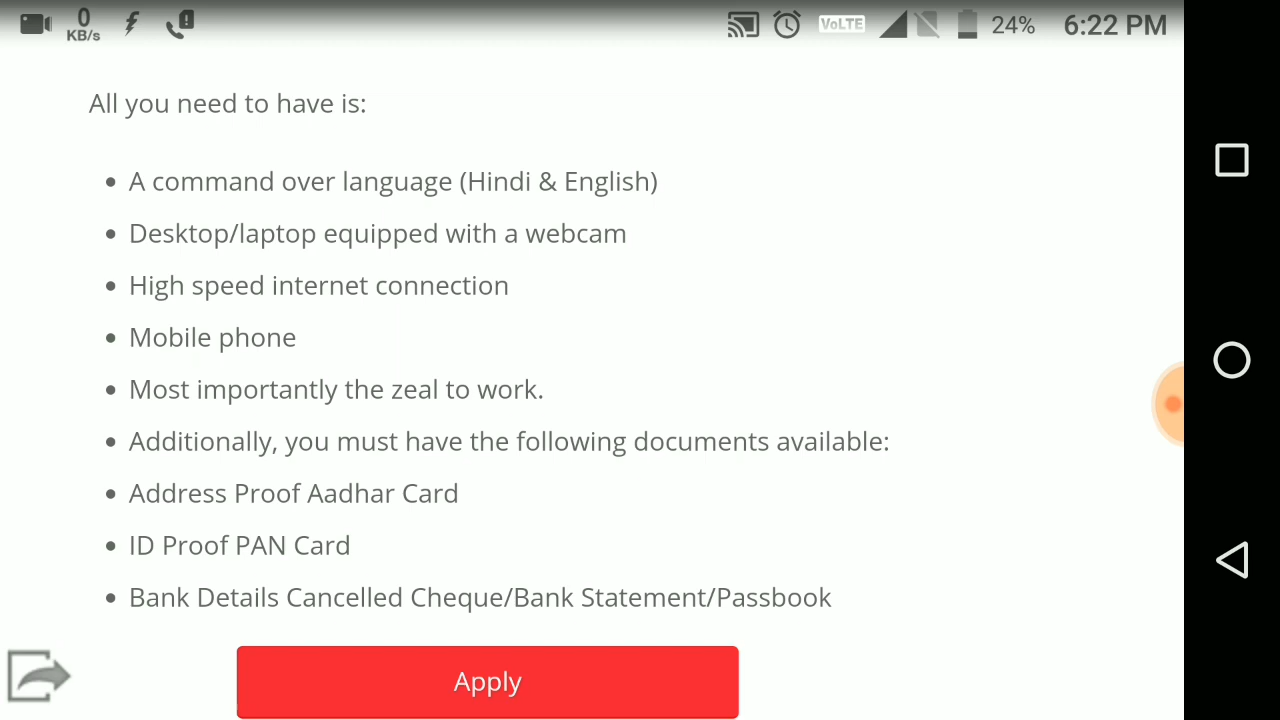 0
KB/s
VoLTE
24%
6:22 PM
All you need to have is:
A command over language (Hindi & English)
Desktop/laptop equipped with a webcam
High speed internet connection
Mobile phone
Most importantly the zeal to work.
Additionally, you must have the following documents available:
Address Proof Aadhar Card
ID Proof PAN Card
Bank Details Cancelled Cheque/Bank Statement/Passbook
Apply